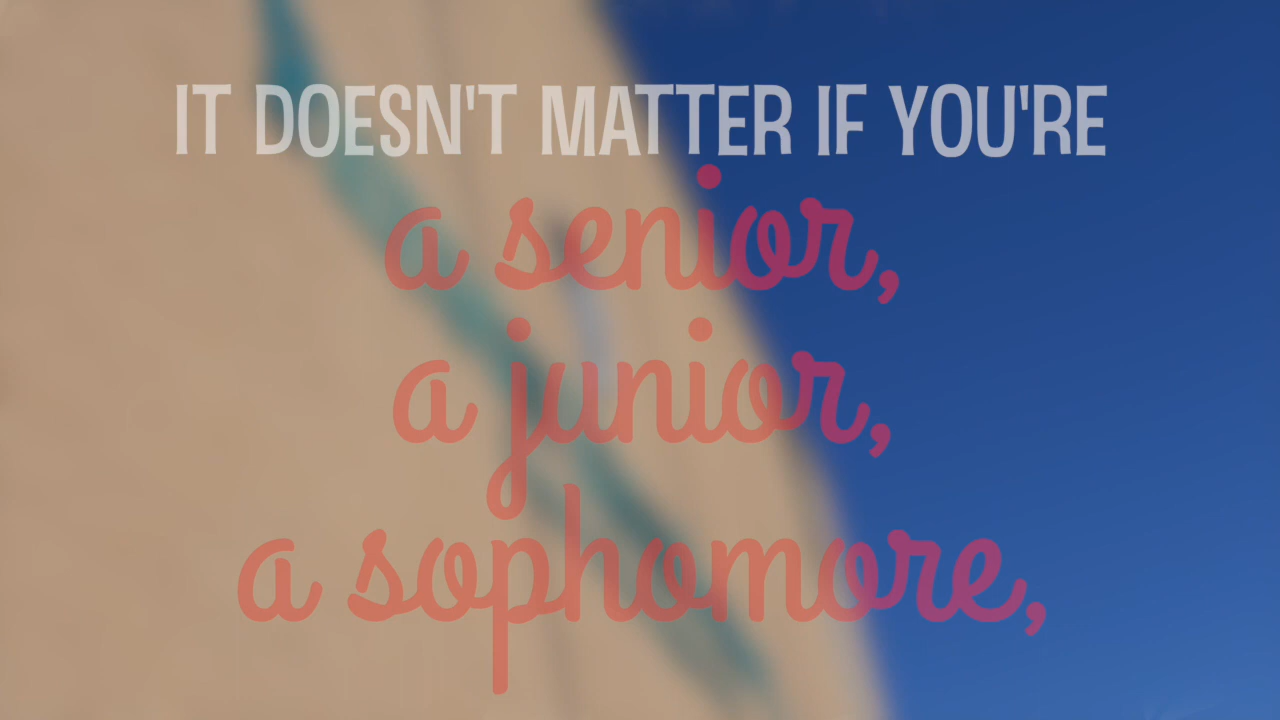 IT DOESN'T MATTER IF YOU'RE
a senior,
a junior,
a sophomore,